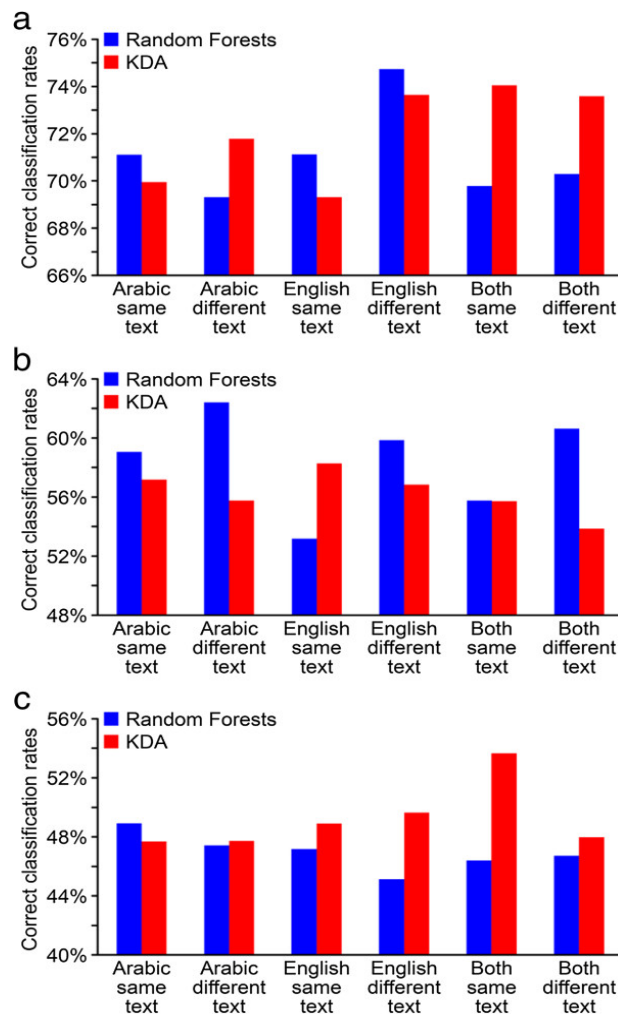 a
76%
74%
72%
70%
68%
66%
Correct classification rates
Random Forests
KDA
Arabic same text
Arabic different text
English same text
English different text
Both same text
Both different text
b
64%
60%
56%
52%
48%
Correct classification rates
Random Forests
KDA
Arabic same text
Arabic different text
English same text
English different text
Both same text
Both different text
c
56%
52%
48%
44%
40%
Correct classification rates
Random Forests
KDA
Arabic same text
Arabic different text
English same text
English different text
Both same text
Both different text